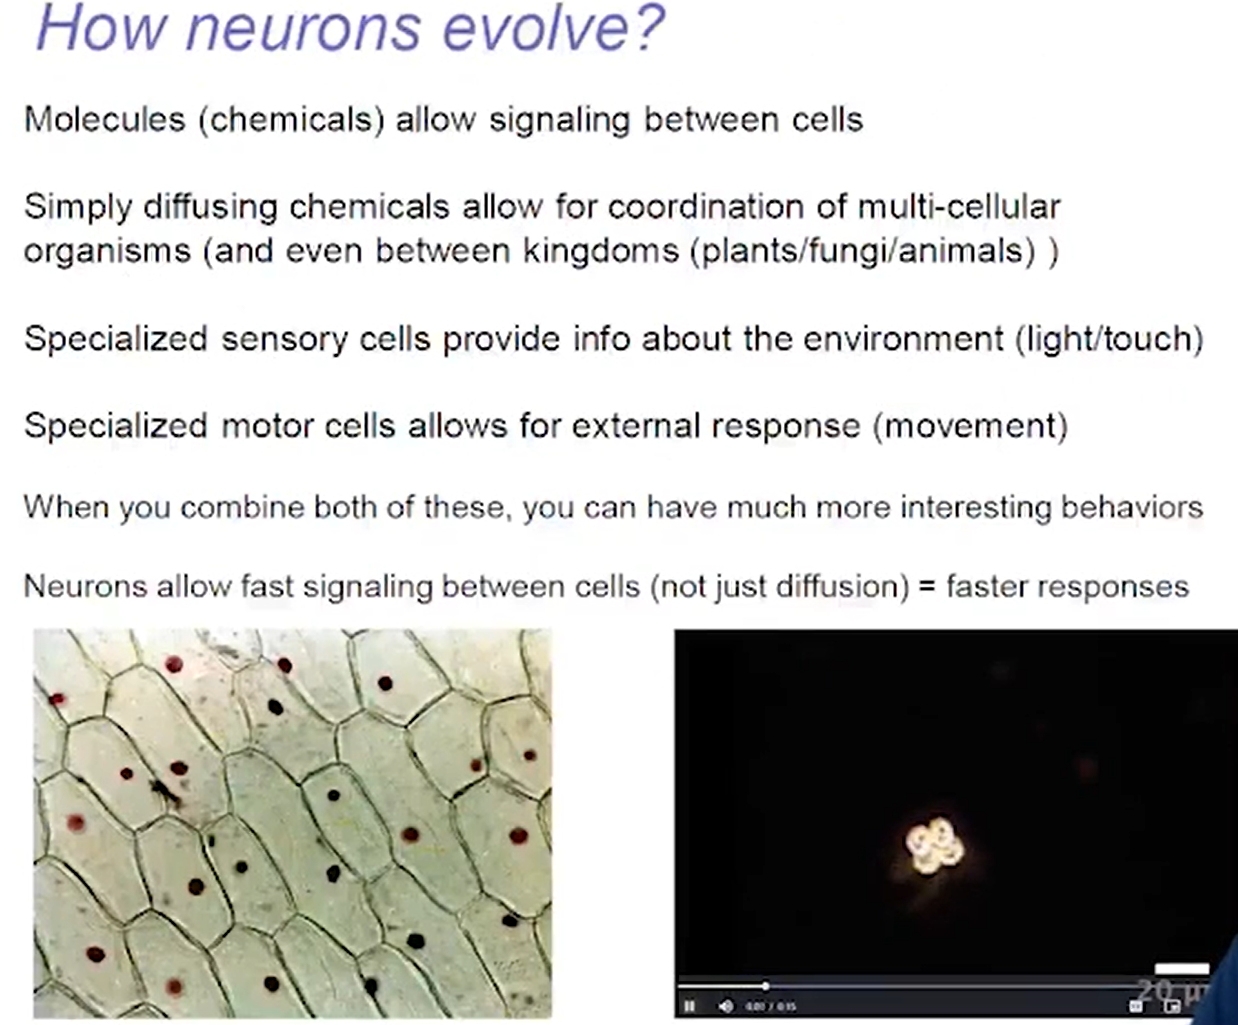 How neurons evolve?
Molecules (chemicals) allow signaling between cells
Simply diffusing chemicals allow for coordination of multi-cellular
organisms (and even between kingdoms (plants/fungi/animals) )
Specialized sensory cells provide info about the environment (light/touch)
Specialized motor cells allows for external response (movement)
When you combine both of these, you can have much more interesting behaviors
Neurons allow fast signaling between cells (not just diffusion) = faster responses
20